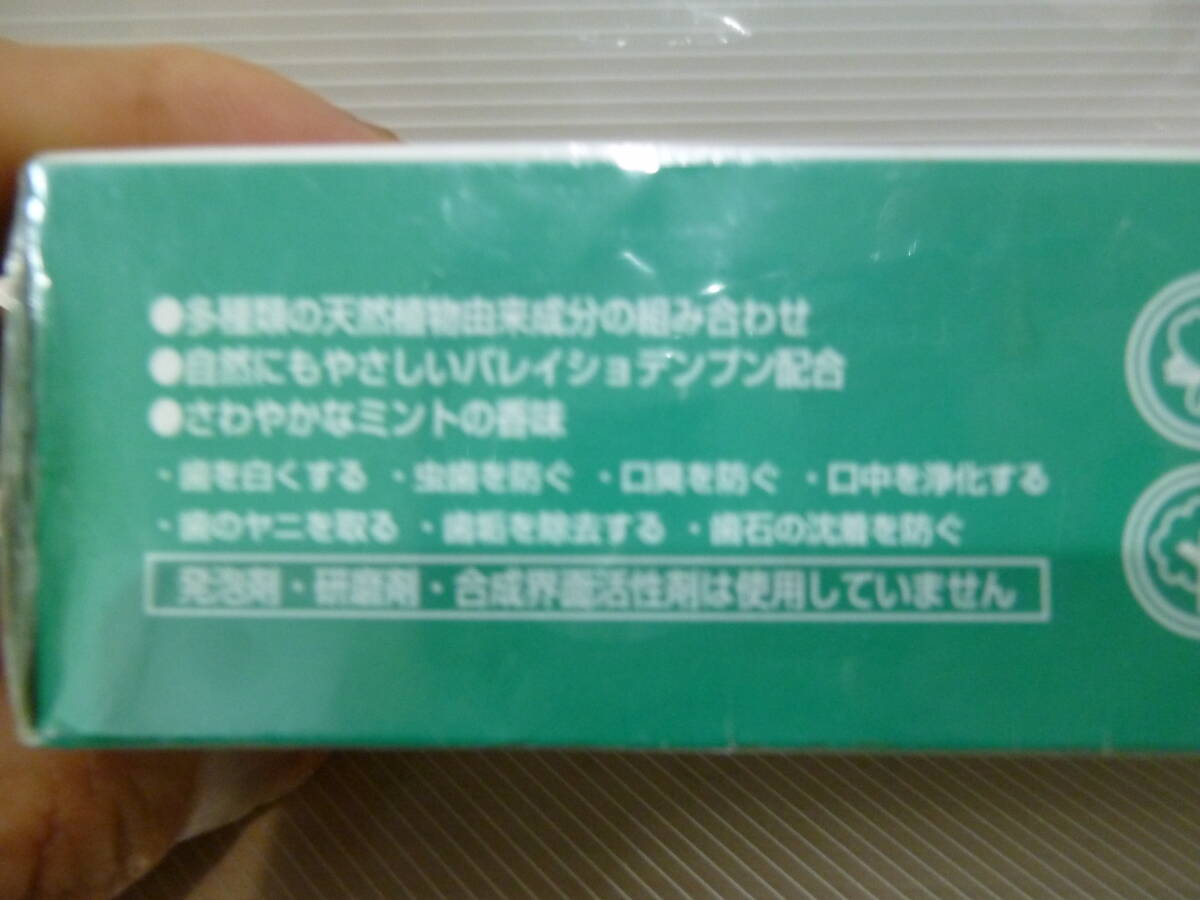 ●多種類の天然植物由来成分の組み合わせ
●自然にもやさしいバレイショデンプン配合
●さわやかなミントの香味
・歯を白くする ・虫歯を防ぐ ・口臭を防ぐ ・口中を浄化する
・歯のヤニを取る ・歯垢を除去する ・歯石の沈着を防ぐ
発泡剤・研磨剤・合成界面活性剤は使用していません